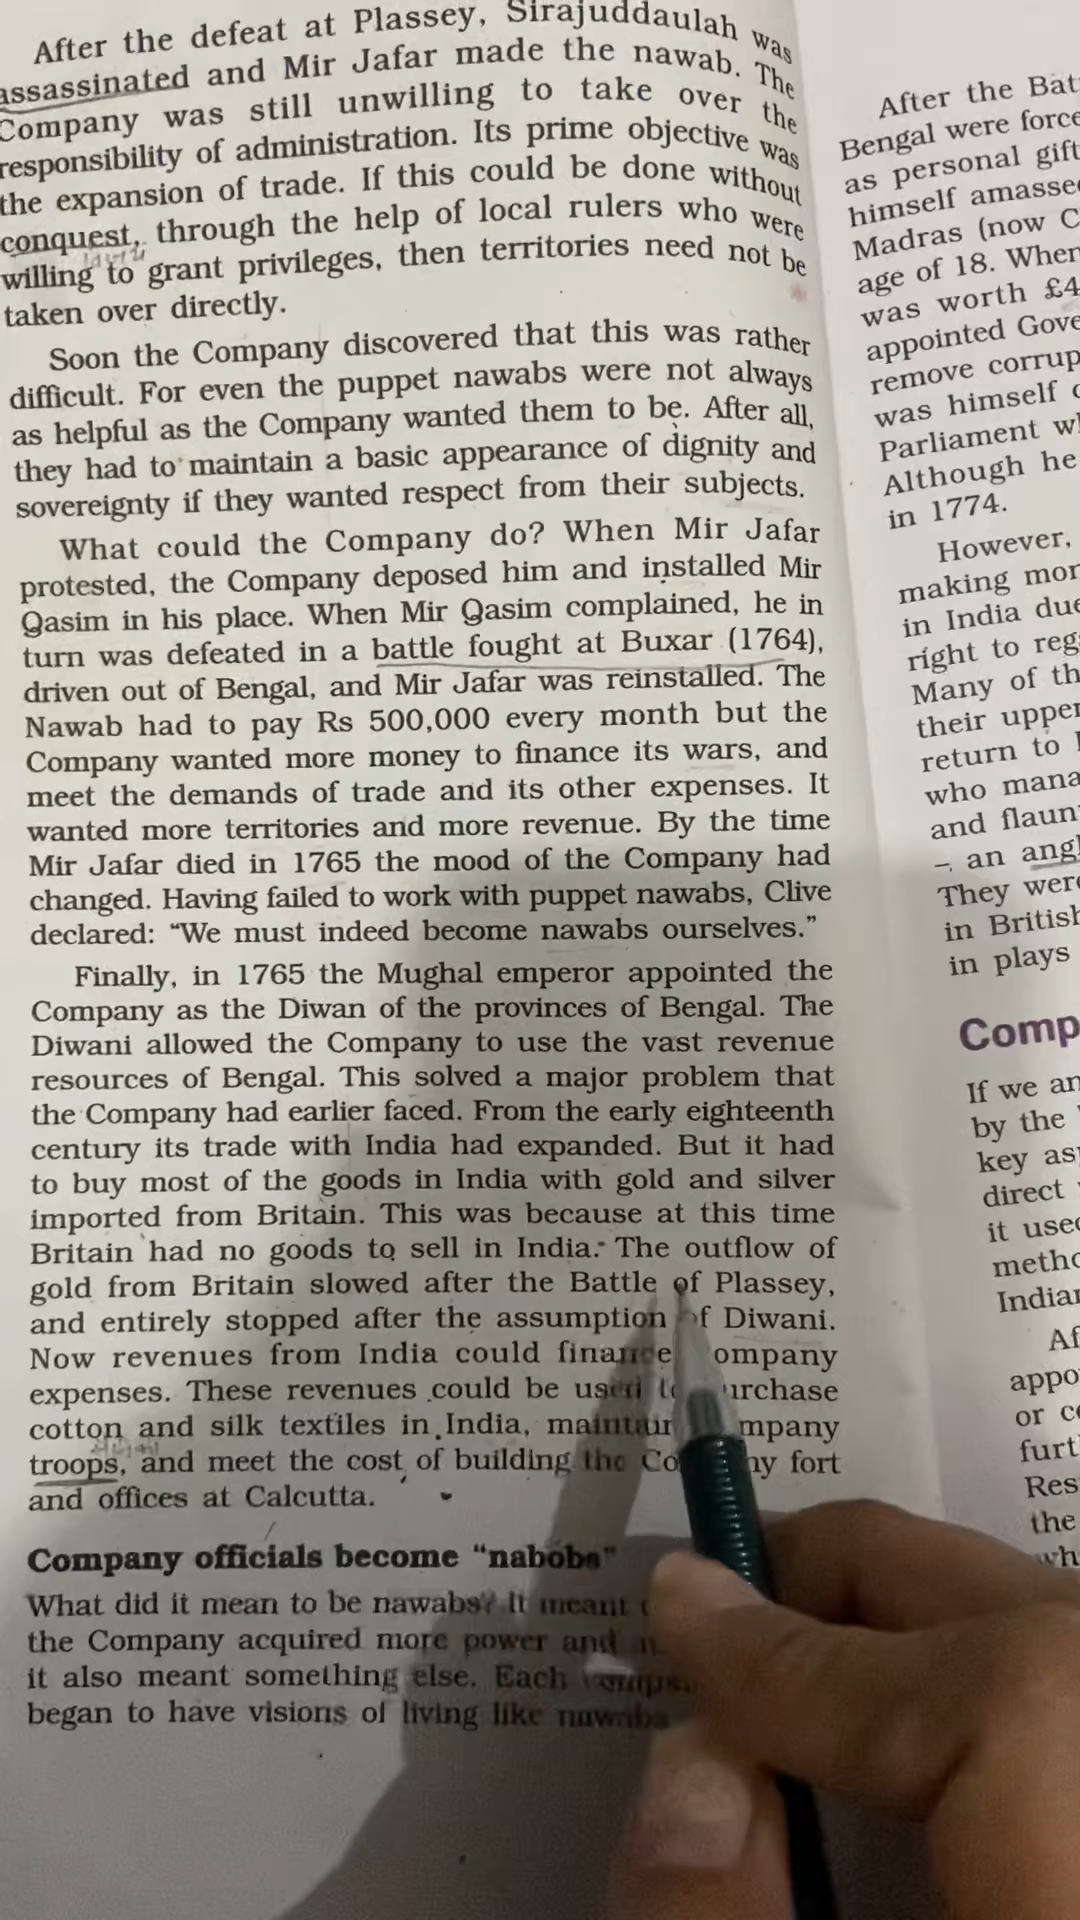 After the defeat at Plassey, Sirajuddaulah was
assassinated and Mir Jafar made the nawab. The
Company was still unwilling to take over the
responsibility of administration. Its prime objective was
the expansion of trade. If this could be done without
conquest, through the help of local rulers who were
willing to grant privileges, then territories need not be
taken over directly.
Soon the Company discovered that this was rather
difficult. For even the puppet nawabs were not always
as helpful as the Company wanted them to be. After all,
they had to maintain a basic appearance of dignity and
sovereignty if they wanted respect from their subjects.
What could the Company do? When Mir Jafar
protested, the Company deposed him and installed Mir
Qasim in his place. When Mir Qasim complained, he in
turn was defeated in a battle fought at Buxar (1764),
driven out of Bengal, and Mir Jafar was reinstalled. The
Nawab had to pay Rs 500,000 every month but the
Company wanted more money to finance its wars, and
meet the demands of trade and its other expenses. It
wanted more territories and more revenue. By the time
Mir Jafar died in 1765 the mood of the Company had
changed. Having failed to work with puppet nawabs, Clive
declared: “We must indeed become nawabs ourselves.”
Finally, in 1765 the Mughal emperor appointed the
Company as the Diwan of the provinces of Bengal. The
Diwani allowed the Company to use the vast revenue
resources of Bengal. This solved a major problem that
the Company had earlier faced. From the early eighteenth
century its trade with India had expanded. But it had
to buy most of the goods in India with gold and silver
imported from Britain. This was because at this time
Britain had no goods to sell in India. The outflow of
gold from Britain slowed after the Battle of Plassey,
and entirely stopped after the assumption of Diwani.
Now revenues from India could finance ompany
expenses. These revenues could be used to urchase
cotton and silk textiles in India, maintain mpany
troops, and meet the cost of building the Co ny fort
and offices at Calcutta.
Company officials become “nabobs”
What did it mean to be nawabs? It meant
the Company acquired more power and
it also meant something else. Each
began to have visions of living like nawabs
After the Bat
Bengal were force
as personal gift
himself amasse
Madras (now C
age of 18. When
was worth £4
appointed Gove
remove corrup
was himself
Parliament w
Although he
in 1774.
However,
making mon
in India due
right to reg
Many of th
their upper
return to
who mana
and flaun
– an angl
They were
in British
in plays
Comp
If we an
by the
key as
direct
it used
metho
Indian
Af
appo
or c
furt
Res
the
wh